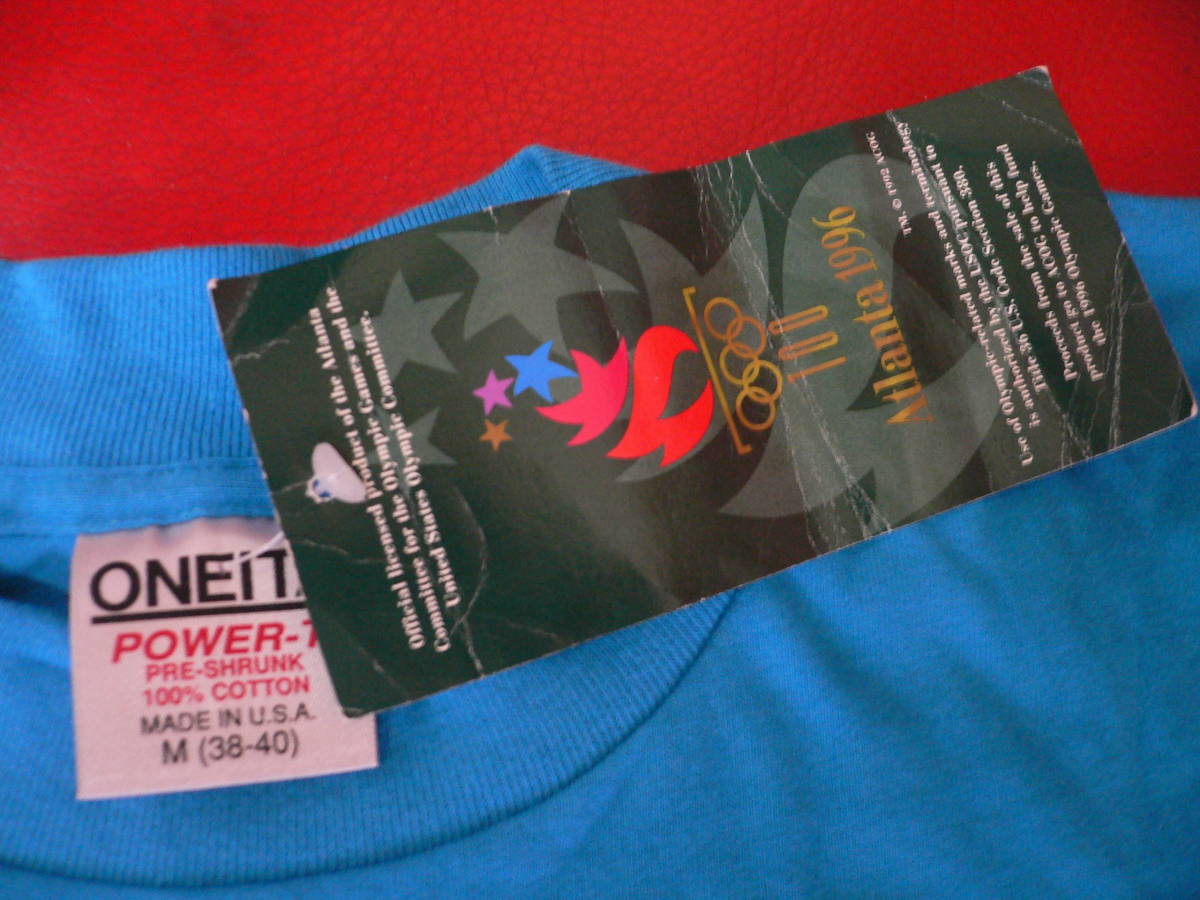 ONEiTA
POWER-T
PRE-SHRUNK
100% COTTON
MADE IN U.S.A.
M (38-40)
Official licensed product of the Atlanta
Committee for the Olympic Games and the
United States Olympic Committee.
100
Atlanta 1996
TM, © 1992 ACOG
Use of Olympic-related marks and terminology
is authorized by the USOC pursuant to
Title 36 U.S. Code Section 380.
Proceeds from the sale of this
product go to ACOG to help fund
the 1996 Olympic Games.